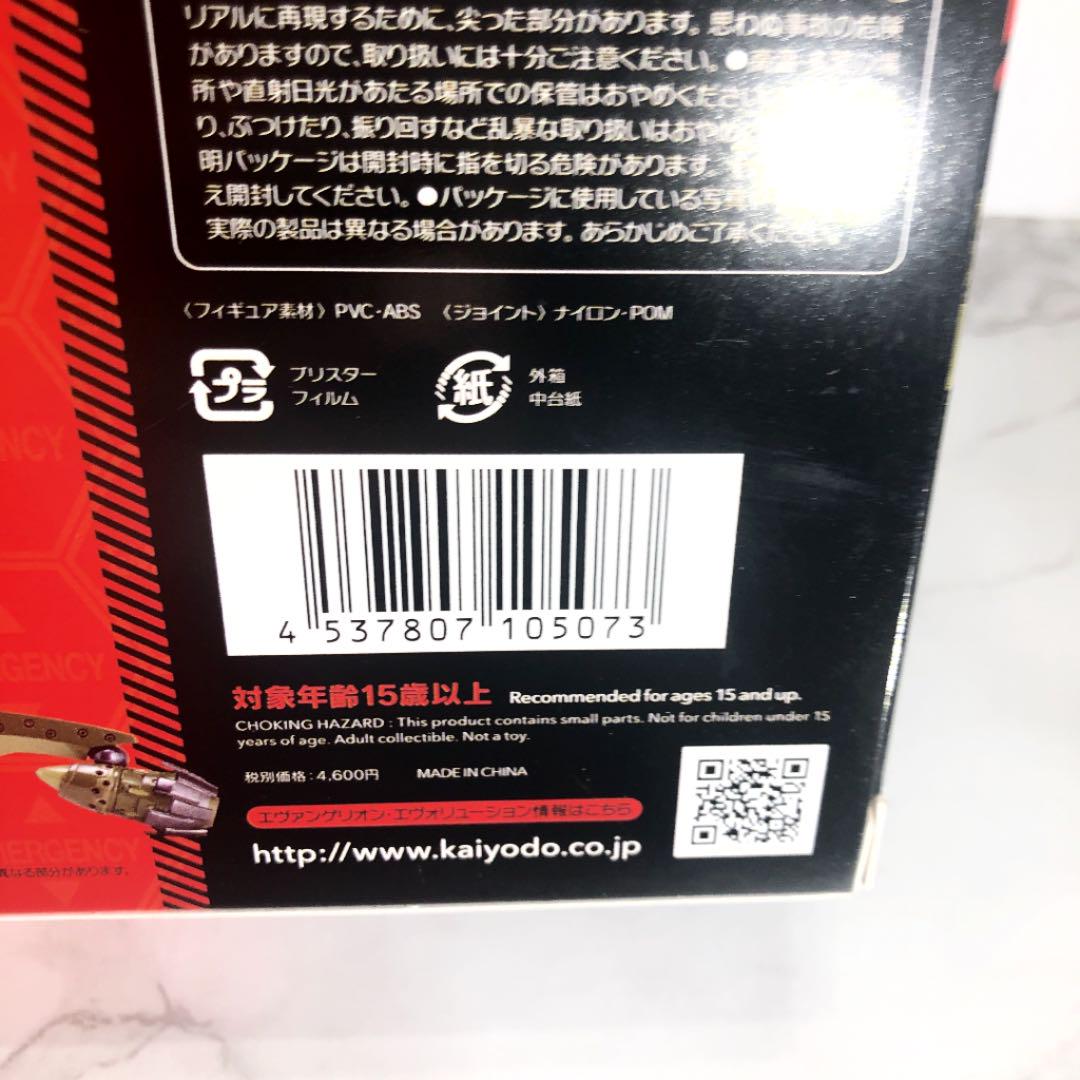 リアルに再現するために、尖った部分があります。思わぬ事故の危険
がありますので、取り扱いには十分ご注意ください。●
所や直射日光があたる場所での保管はおやめください
り、ぶつけたり、振り回すなど乱暴な取り扱いはおやめ
明パッケージは開封時に指を切る危険があります。
え開封してください。●パッケージに使用している写真
実際の製品は異なる場合があります。あらかじめご了承ください。
〈フィギュア素材〉PVC・ABS 〈ジョイント〉ナイロン・POM
プラ
ブリスター
フィルム
紙
外箱
中台紙
4 537807 105073
対象年齢15歳以上 Recommended for ages 15 and up.
CHOKING HAZARD : This product contains small parts. Not for children under 15
years of age. Adult collectible. Not a toy.
税別価格：4,600円 MADE IN CHINA
エヴァンゲリオン・エヴォリューション情報はこちら
http://www.kaiyodo.co.jp
NCY
GENCY
異なる部分があります。